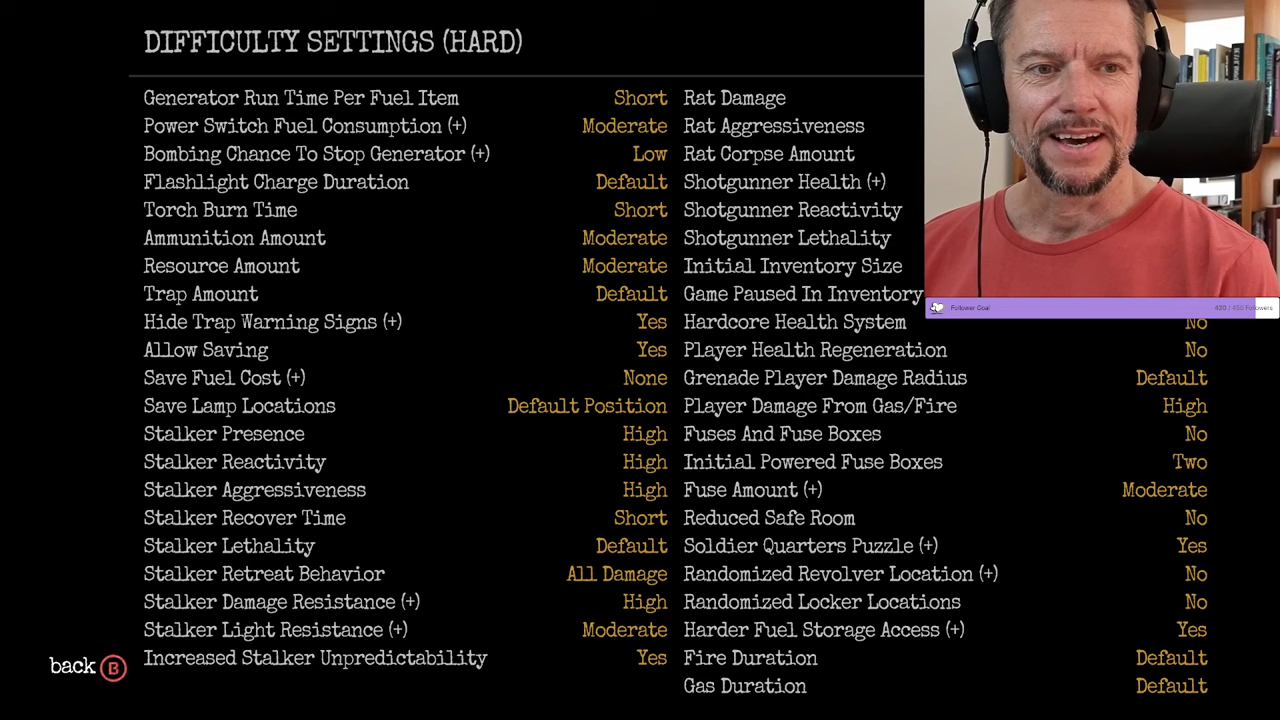 DIFFICULTY SETTINGS (HARD)
Generator Run Time Per Fuel Item Short
Power Switch Fuel Consumption (+) Moderate
Bombing Chance To Stop Generator (+) Low
Flashlight Charge Duration Default
Torch Burn Time Short
Ammunition Amount Moderate
Resource Amount Moderate
Trap Amount Default
Hide Trap Warning Signs (+) Yes
Allow Saving Yes
Save Fuel Cost (+) None
Save Lamp Locations Default Position
Stalker Presence High
Stalker Reactivity High
Stalker Aggressiveness High
Stalker Recover Time Short
Stalker Lethality Default
Stalker Retreat Behavior All Damage
Stalker Damage Resistance (+) High
Stalker Light Resistance (+) Moderate
Increased Stalker Unpredictability Yes
Rat Damage
Rat Aggressiveness
Rat Corpse Amount
Shotgunner Health (+)
Shotgunner Reactivity
Shotgunner Lethality
Initial Inventory Size
Game Paused In Inventory
Hardcore Health System No
Player Health Regeneration No
Grenade Player Damage Radius Default
Player Damage From Gas/Fire High
Fuses And Fuse Boxes No
Initial Powered Fuse Boxes Two
Fuse Amount (+) Moderate
Reduced Safe Room No
Soldier Quarters Puzzle (+) Yes
Randomized Revolver Location (+) No
Randomized Locker Locations No
Harder Fuel Storage Access (+) Yes
Fire Duration Default
Gas Duration Default
Follower Goal 430 / 450 Followers
back B